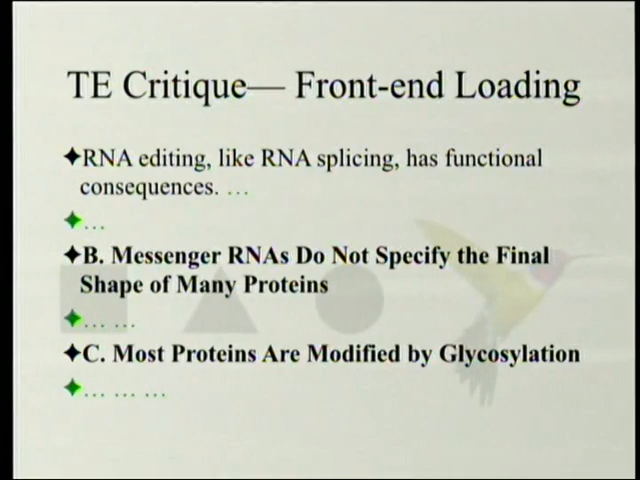 TE Critique— Front-end Loading
RNA editing, like RNA splicing, has functional
consequences. …
…
B. Messenger RNAs Do Not Specify the Final
Shape of Many Proteins
… …
C. Most Proteins Are Modified by Glycosylation
… … …